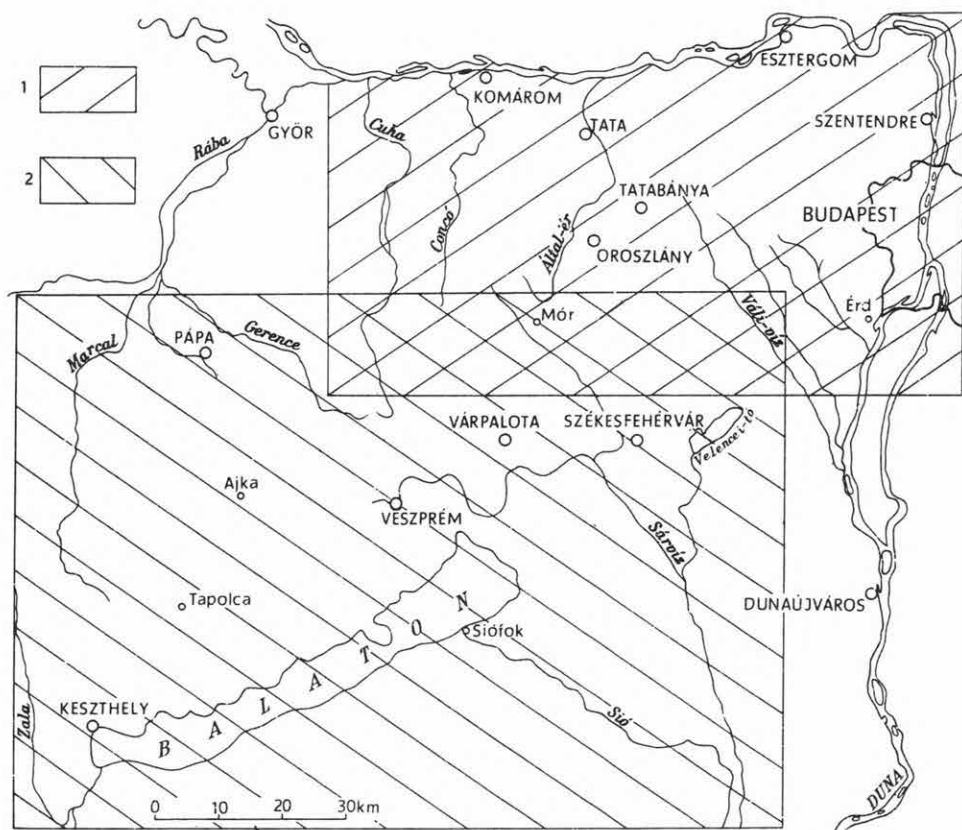 ESZTERGOM
1
KOMÁROM
GYŐR
Cuha
TATA
SZENTENDRE
Rába
2
TATABÁNYA
Concó
BUDAPEST
Által-ér
OROSZLÁNY
Váli-víz
Érd
Mór
Gerence
PÁPA
Marcal
VÁRPALOTA
SZÉKESFEHÉRVÁR
Velencei-tó
Ajka
VESZPRÉM
Sárvíz
DUNAÚJVÁROS
Tapolca
Siófok
BALATON
KESZTHELY
Zala
Sió
DUNA
0 10 20 30km